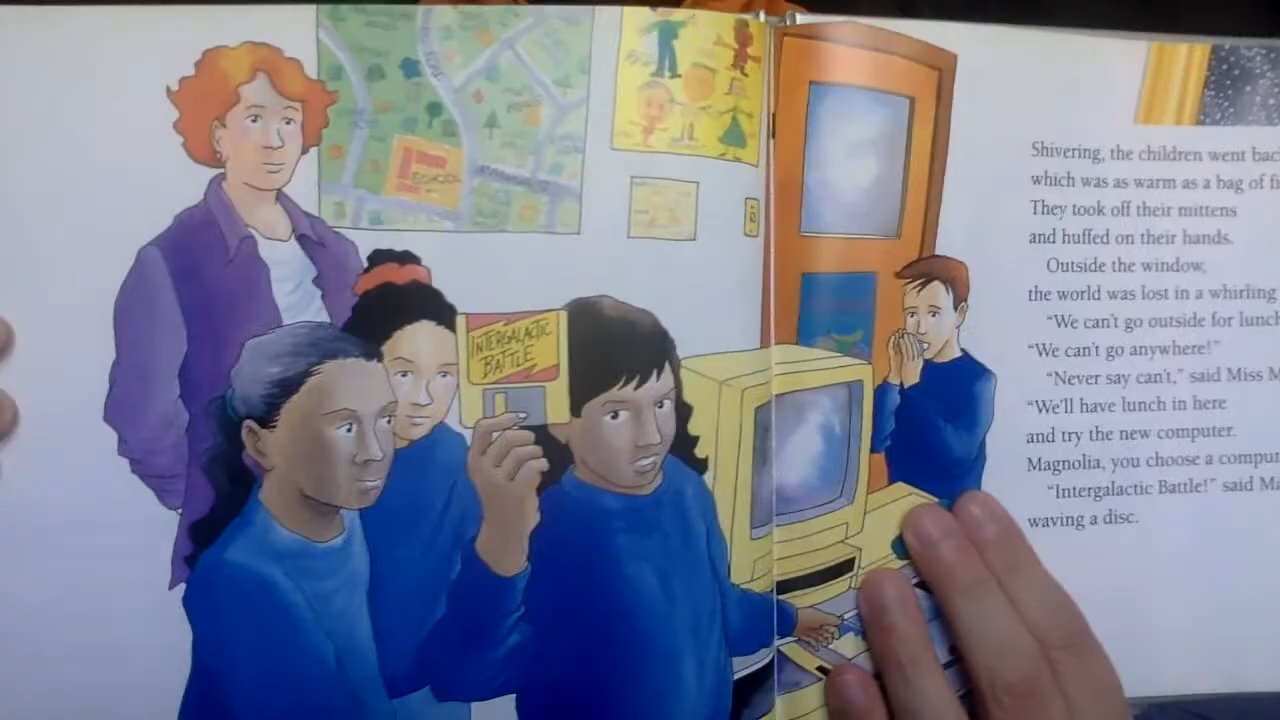 SCHOOL
INTERGALACTIC
BATTLE
Shivering, the children went back
which was as warm as a bag of
They took off their mittens
and huffed on their hands.
Outside the window,
the world was lost in a whirling
“We can’t go outside for lunch
“We can’t go anywhere!”
“Never say can’t,” said Miss M
“We’ll have lunch in here
and try the new computer.
Magnolia, you choose a comput
“Intergalactic Battle!” said Ma
waving a disc.